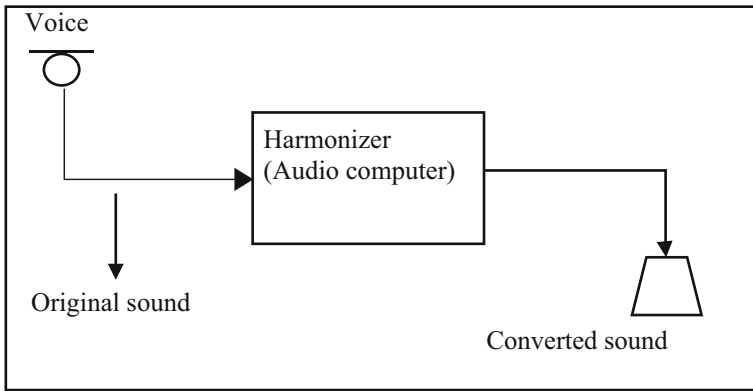 Voice
Harmonizer
(Audio computer)
Original sound
Converted sound